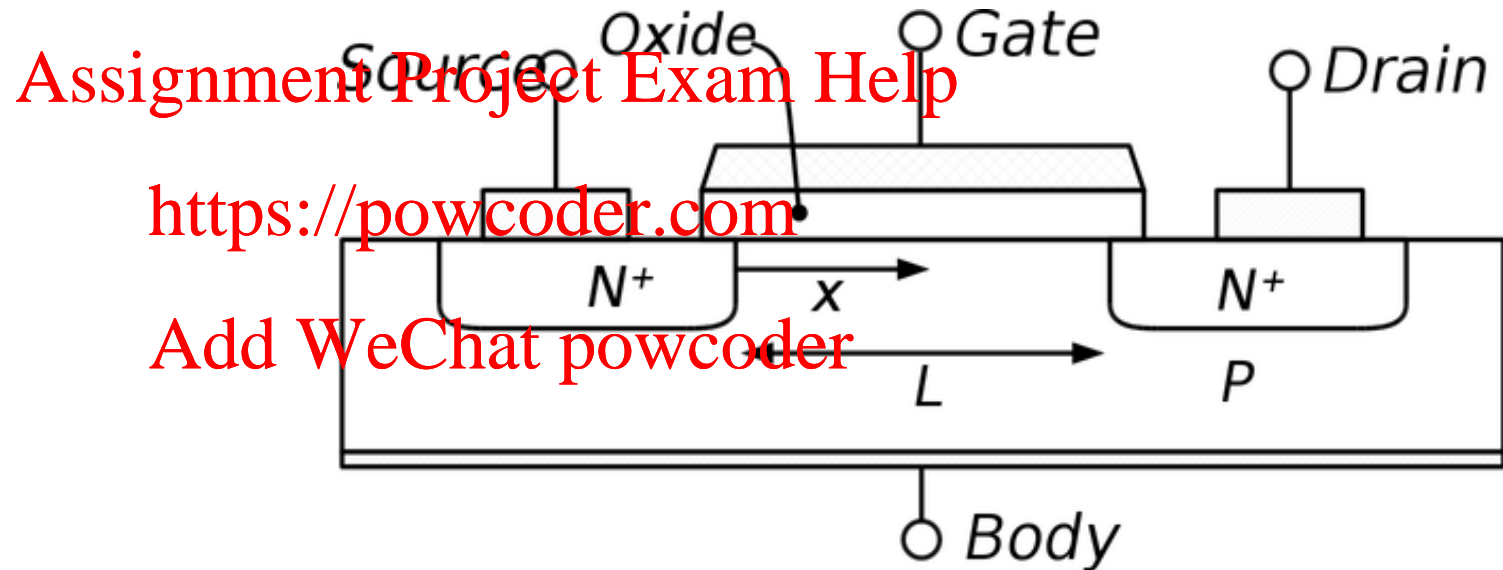 Oxide
Gate
Source
Drain
Assignment Project Exam Help
https://powcoder.com
N+
x
N+
Add WeChat powcoder
L
P
Body